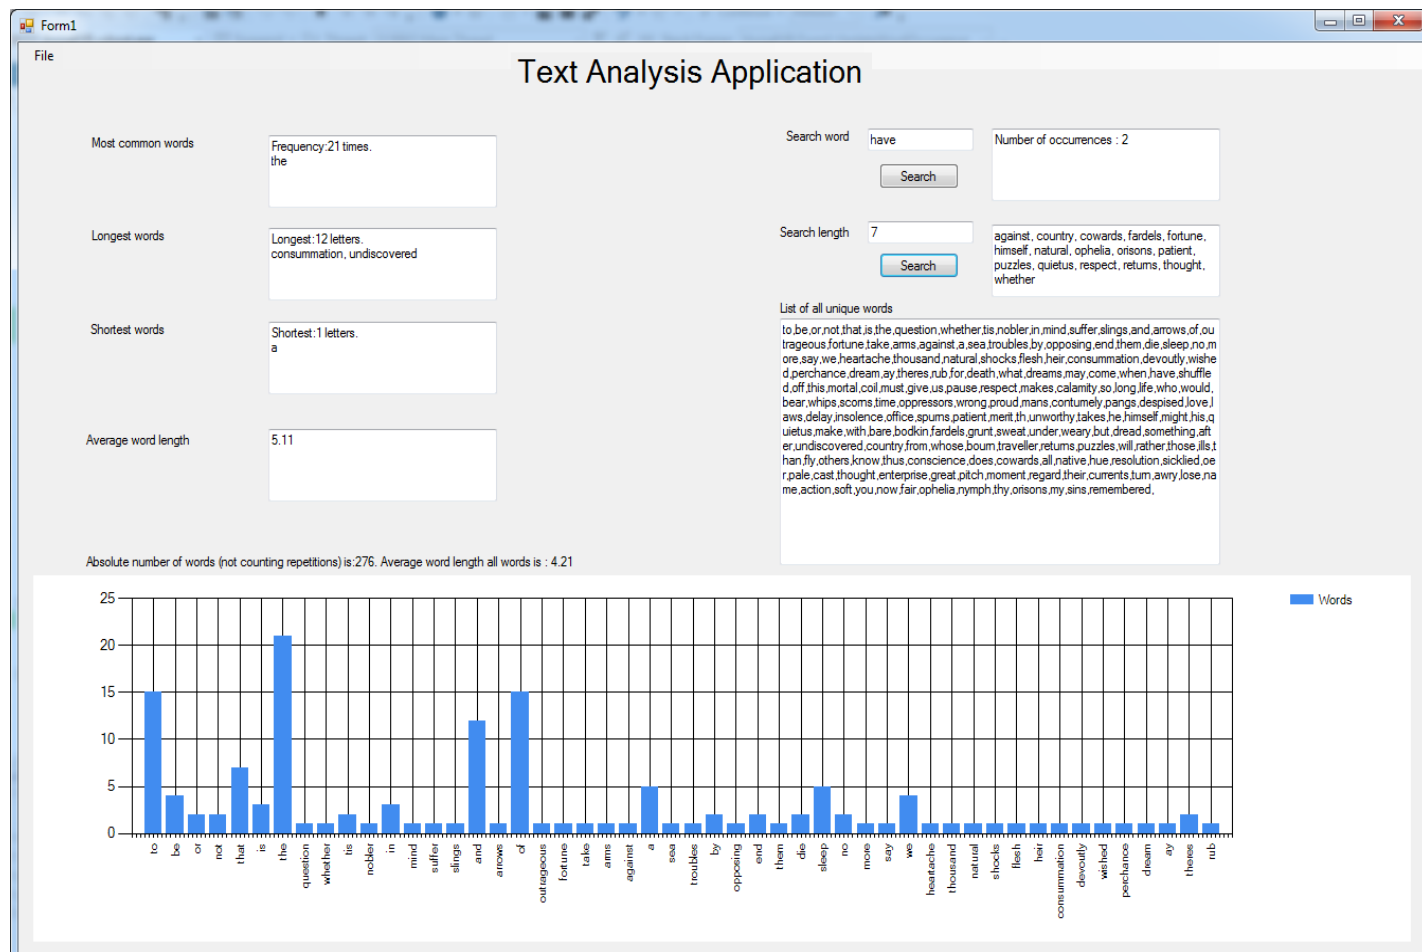 Form1
File
Text Analysis Application
Most common words
Frequency:21 times.
the
Search word
have
Number of occurrences : 2
Search
Longest words
Longest:12 letters.
consummation, undiscovered
Search length
7
against, country, cowards, fardels, fortune,
himself, natural, ophelia, orisons, patient,
puzzles, quietus, respect, returns, thought,
whether
Search
Shortest words
Shortest:1 letters.
a
List of all unique words
to,be,or,not,that,is,the,question,whether,tis,nobler,in,mind,suffer,slings,and,arrows,of,ou
trageous,fortune,take,arms,against,a,sea,troubles,by,opposing,end,them,die,sleep,no,m
ore,say,we,heartache,thousand,natural,shocks,flesh,heir,consummation,devoutly,wishe
d,perchance,dream,ay,theres,rub,for,death,what,dreams,may,come,when,have,shuffle
d,off,this,mortal,coil,must,give,us,pause,respect,makes,calamity,so,long,life,who,would,
bear,whips,scorns,time,oppressors,wrong,proud,mans,contumely,pangs,despised,love,l
aws,delay,insolence,office,spurns,patient,merit,th,unworthy,takes,he,himself,might,his,q
uietus,make,with,bare,bodkin,fardels,grunt,sweat,under,weary,but,dread,something,aft
er,undiscovered,country,from,whose,bourn,traveller,returns,puzzles,will,rather,those,ills,t
han,fly,others,know,thus,conscience,does,cowards,all,native,hue,resolution,sicklied,oe
r,pale,cast,thought,enterprise,great,pitch,moment,regard,their,currents,turn,awry,lose,na
me,action,soft,you,now,fair,ophelia,nymph,thy,orisons,my,sins,remembered,
Average word length
5.11
Absolute number of words (not counting repetitions) is:276. Average word length all words is : 4.21
25
20
15
10
5
0
Words
to
be
or
not
that
is
the
question
whether
tis
nobler
in
mind
suffer
slings
and
arrows
of
outrageous
fortune
take
arms
against
a
sea
troubles
by
opposing
end
them
die
sleep
no
more
say
we
heartache
thousand
natural
shocks
flesh
heir
consummation
devoutly
wished
perchance
dream
ay
theres
rub